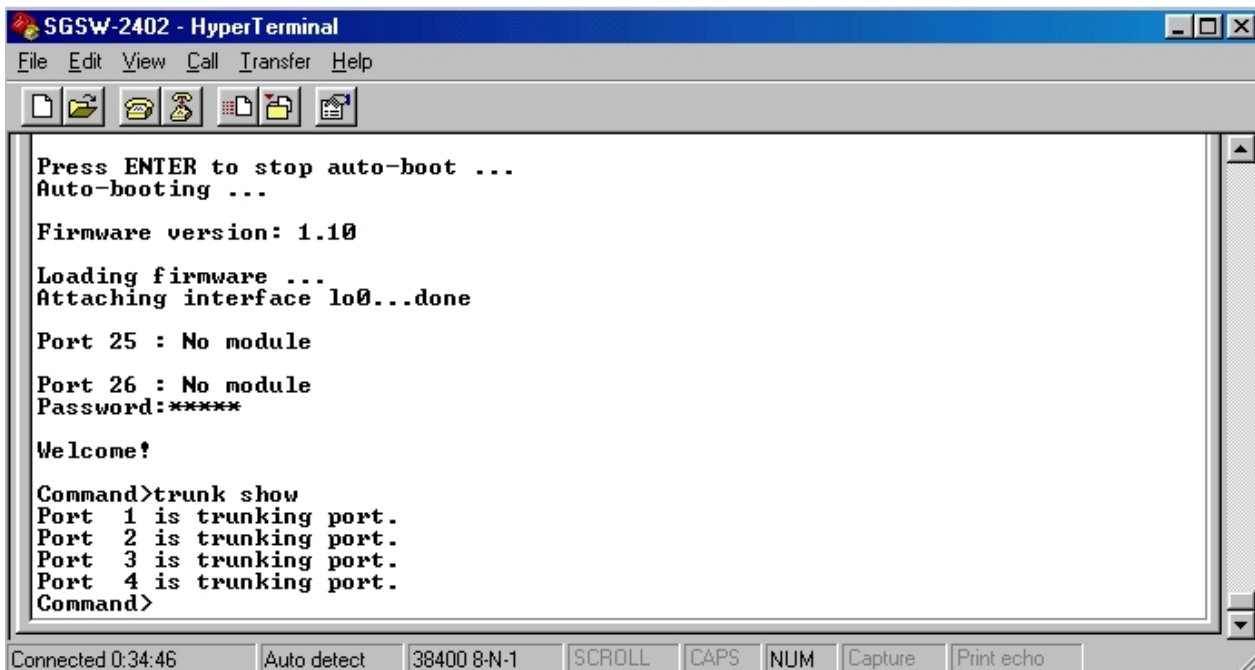 SGSW-2402 - HyperTerminal
File Edit View Call Transfer Help
Press ENTER to stop auto-boot ...
Auto-booting ...
Firmware version: 1.10
Loading firmware ...
Attaching interface lo0...done
Port 25 : No module
Port 26 : No module
Password:*****
Welcome!
Command>trunk show
Port  1 is trunking port.
Port  2 is trunking port.
Port  3 is trunking port.
Port  4 is trunking port.
Command>
Connected 0:34:46 Auto detect 38400 8-N-1 SCROLL CAPS NUM Capture Print echo